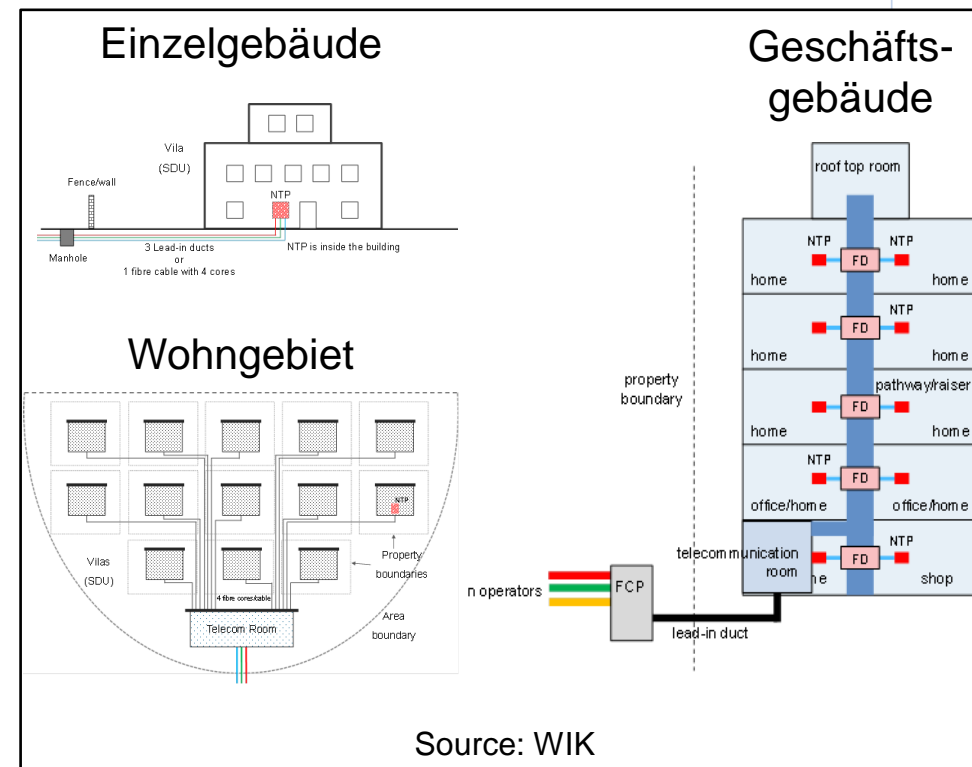 Einzelgebäude
Vila
(SDU)
Fence/wall
NTP
Manhole
3 Lead-in ducts
or
1 fibre cable with 4 cores
NTP is inside the building
Wohngebiet
NTP
Vilas
(SDU)
Property
boundaries
4 fibre cores/cable
Area
boundary
Telecom Room
Geschäfts-
gebäude
roof top room
NTP NTP
FD
home home
NTP
FD
home home
property
boundary
pathway/raiser
FD
home home
NTP
FD
office/home office/home
telecommunication
room
NTP
FD
shop
n operators
FCP
lead-in duct
Source: WIK